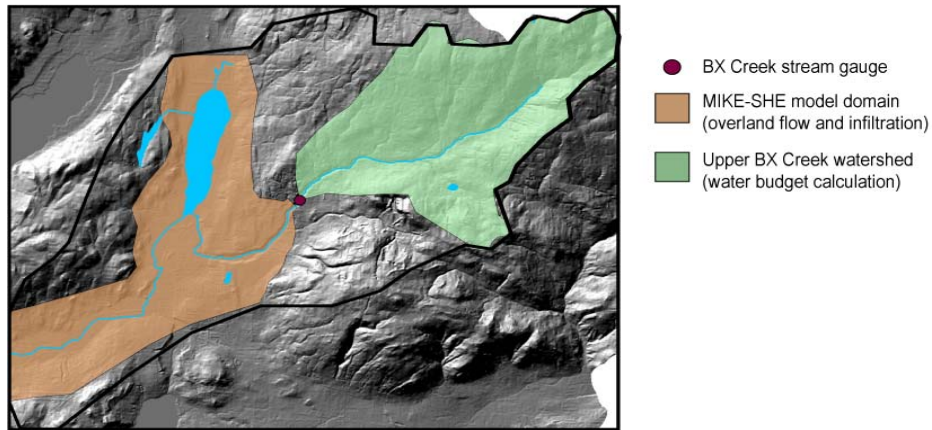 BX Creek stream gauge
MIKE-SHE model domain
(overland flow and infiltration)
Upper BX Creek watershed
(water budget calculation)